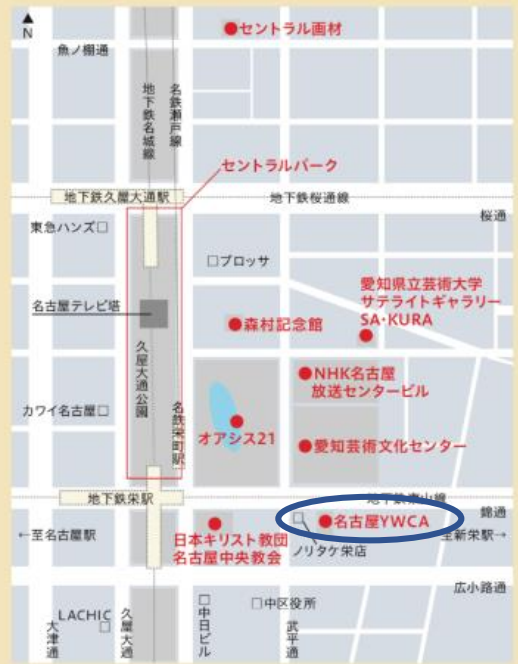 N
セントラル画材
魚ノ棚通
地下鉄名城線
名鉄瀬戸線
セントラルパーク
地下鉄久屋大通駅
地下鉄桜通線
東急ハンズ
桜通
ブロッサ
愛知県立芸術大学
サテライトギャラリー
SA・KURA
名古屋テレビ塔
森村記念館
久屋大通公園
NHK名古屋
放送センタービル
カワイ名古屋
名鉄栄町駅
オアシス21
愛知芸術文化センター
地下鉄栄駅
地下鉄東山線
錦通
←至名古屋駅
日本キリスト教団
名古屋中央教会
名古屋YWCA
ノリタケ栄店
至新栄駅→
広小路通
LACHIC
大津通
久屋大通
中日ビル
中区役所
武平通